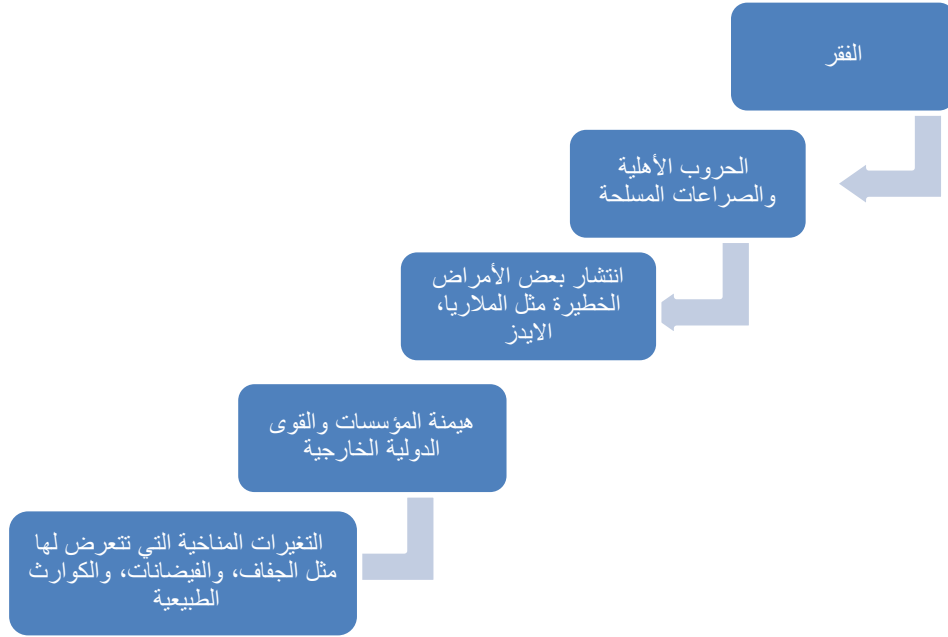 الفقر
الحروب الأهلية
والصراعات المسلحة
انتشار بعض الأمراض
الخطيرة مثل الملاريا،
الايدز
هيمنة المؤسسات والقوى
الدولية الخارجية
التغيرات المناخية التي تتعرض لها
مثل الجفاف، والفيضانات، والكوارث
الطبيعية